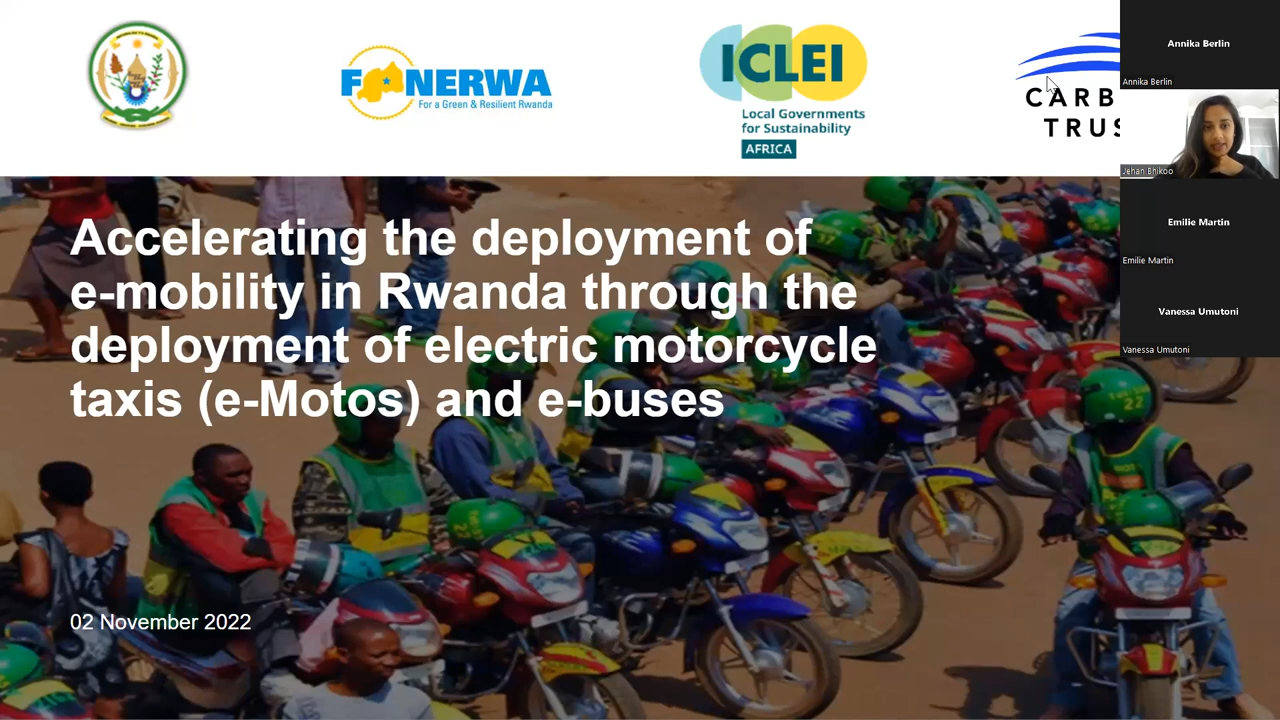 FONERWA
For a Green & Resilient Rwanda
ICLEI
Local Governments
for Sustainability
AFRICA
CARB
TRUS
Accelerating the deployment of
e-mobility in Rwanda through the
deployment of electric motorcycle
taxis (e-Motos) and e-buses
02 November 2022
Annika Berlin
Annika Berlin
Jehan Bhikoo
Emilie Martin
Emilie Martin
Vanessa Umutoni
Vanessa Umutoni
22